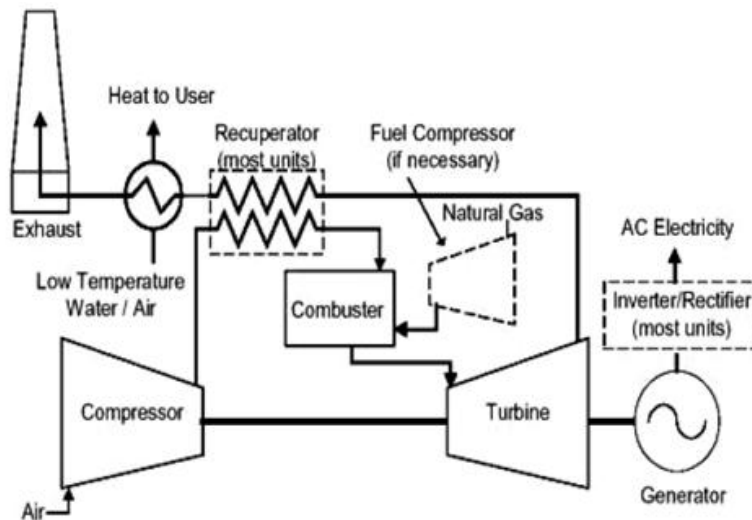 Heat to User
Recuperator
(most units)
Fuel Compressor
(if necessary)
Natural Gas
AC Electricity
Exhaust
Low Temperature
Water / Air
Combuster
Inverter/Rectifier
(most units)
Compressor
Turbine
Air
Generator